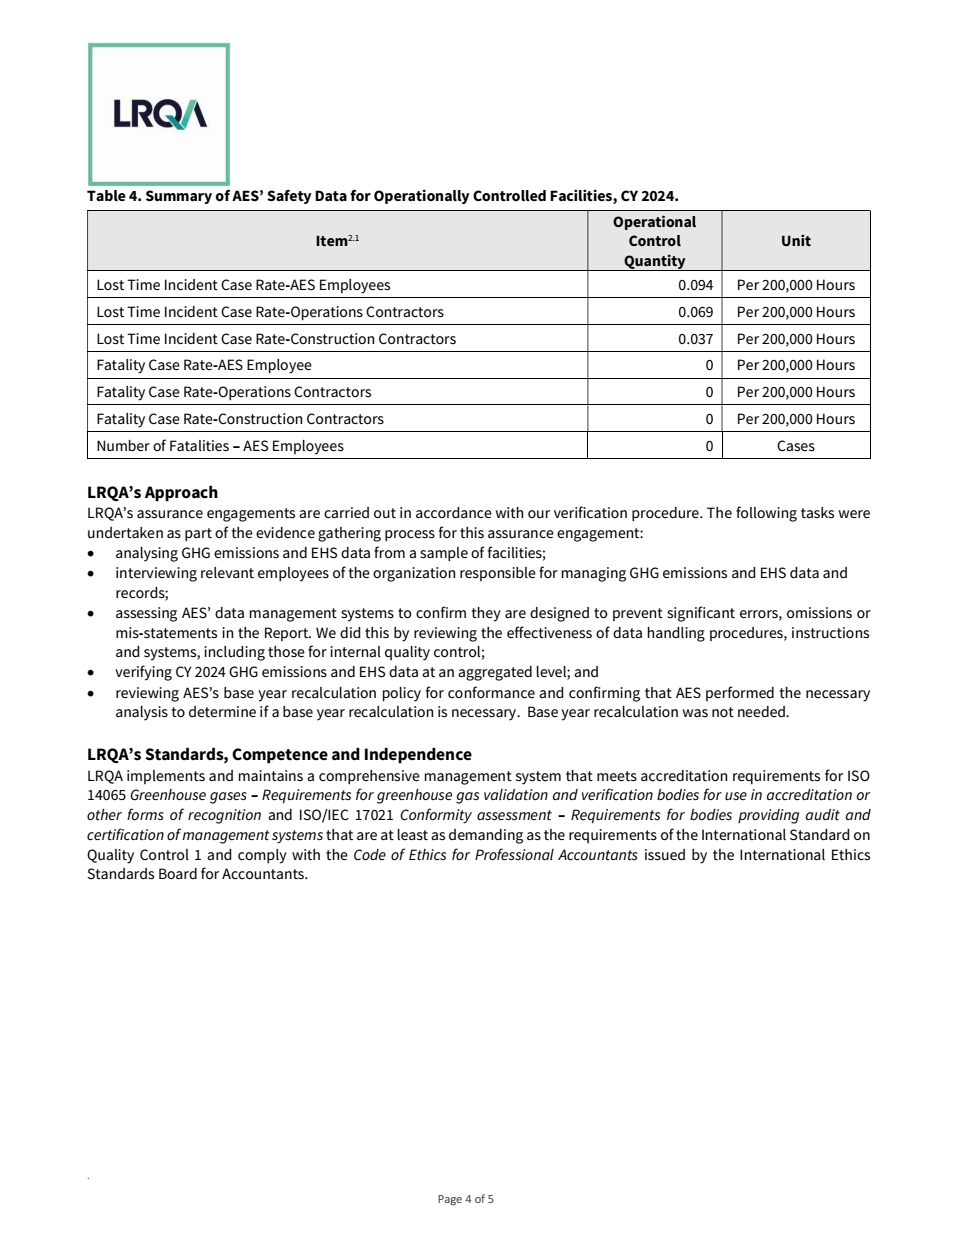 LRQA
Table 4. Summary of AES’ Safety Data for Operationally Controlled Facilities, CY 2024.
Item2.1
Operational
Control
Quantity
Unit
Lost Time Incident Case Rate-AES Employees 0.094 Per 200,000 Hours
Lost Time Incident Case Rate-Operations Contractors 0.069 Per 200,000 Hours
Lost Time Incident Case Rate-Construction Contractors 0.037 Per 200,000 Hours
Fatality Case Rate-AES Employee 0 Per 200,000 Hours
Fatality Case Rate-Operations Contractors 0 Per 200,000 Hours
Fatality Case Rate-Construction Contractors 0 Per 200,000 Hours
Number of Fatalities – AES Employees 0 Cases
LRQA’s Approach
LRQA’s assurance engagements are carried out in accordance with our verification procedure. The following tasks were
undertaken as part of the evidence gathering process for this assurance engagement:
• analysing GHG emissions and EHS data from a sample of facilities;
• interviewing relevant employees of the organization responsible for managing GHG emissions and EHS data and
records;
• assessing AES’ data management systems to confirm they are designed to prevent significant errors, omissions or
mis-statements in the Report. We did this by reviewing the effectiveness of data handling procedures, instructions
and systems, including those for internal quality control;
• verifying CY 2024 GHG emissions and EHS data at an aggregated level; and
• reviewing AES’s base year recalculation policy for conformance and confirming that AES performed the necessary
analysis to determine if a base year recalculation is necessary. Base year recalculation was not needed.
LRQA’s Standards, Competence and Independence
LRQA implements and maintains a comprehensive management system that meets accreditation requirements for ISO
14065 Greenhouse gases – Requirements for greenhouse gas validation and verification bodies for use in accreditation or
other forms of recognition and ISO/IEC 17021 Conformity assessment – Requirements for bodies providing audit and
certification of management systems that are at least as demanding as the requirements of the International Standard on
Quality Control 1 and comply with the Code of Ethics for Professional Accountants issued by the International Ethics
Standards Board for Accountants.
.
Page 4 of 5